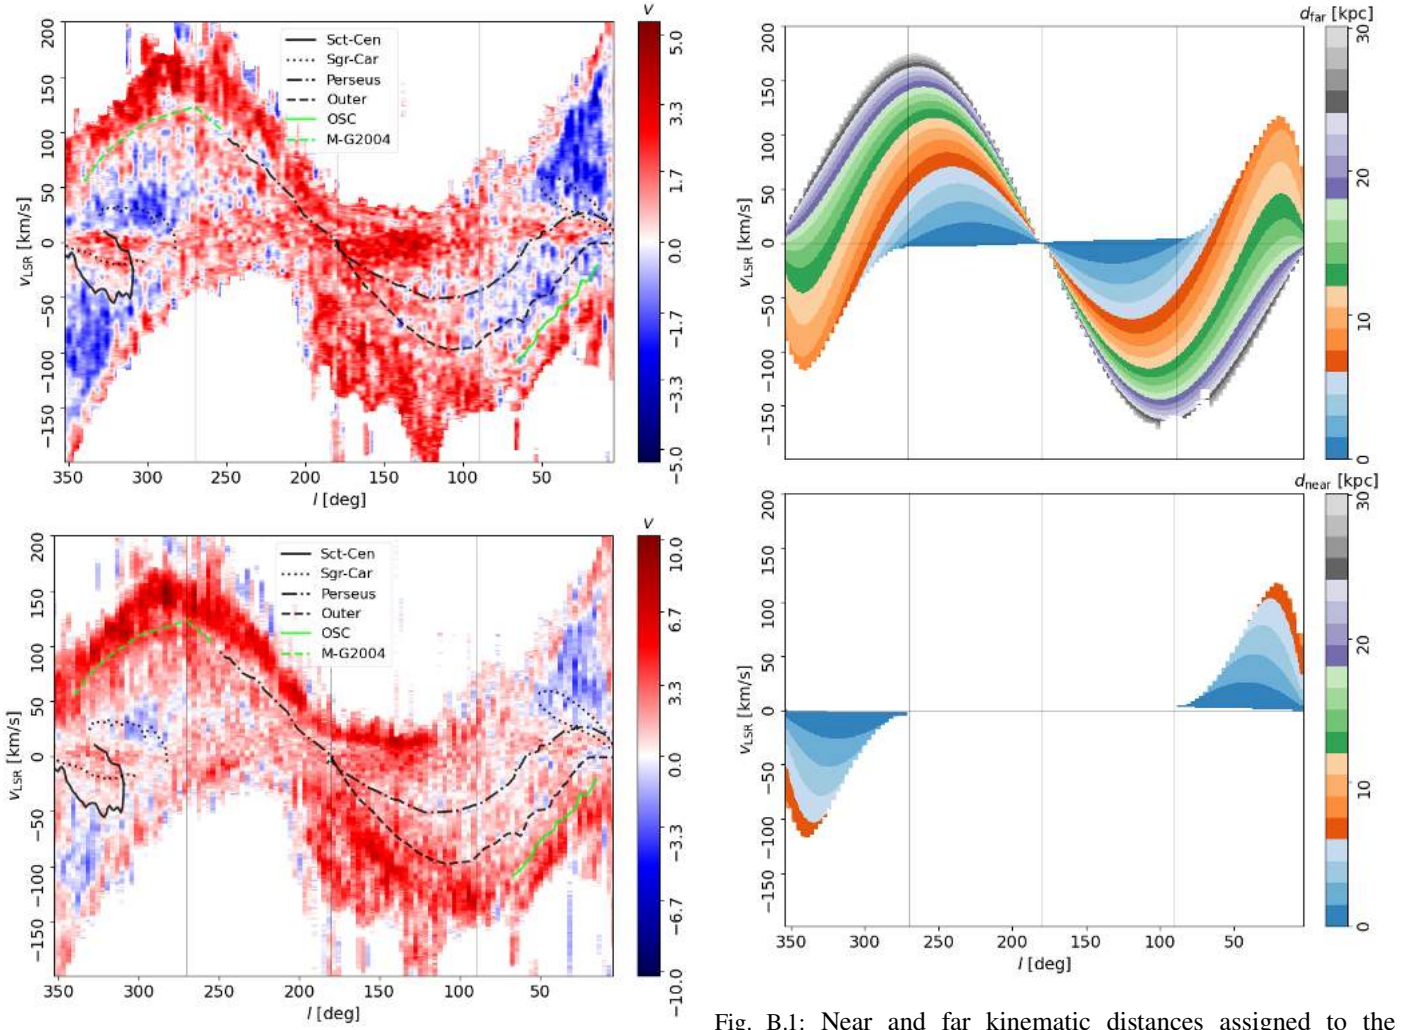 V
200
150
100
50
0
−50
−100
−150
v_LSR [km/s]
Sct-Cen
Sgr-Car
Perseus
Outer
OSC
M-G2004
5.0
3.3
1.7
0.0
−1.7
−3.3
−5.0
350 300 250 200 150 100 50
l [deg]
V
200
150
100
50
0
−50
−100
−150
v_LSR [km/s]
Sct-Cen
Sgr-Car
Perseus
Outer
OSC
M-G2004
10.0
6.7
3.3
0.0
−3.3
−6.7
−10.0
350 300 250 200 150 100 50
l [deg]
d_far [kpc]
200
150
100
50
0
−50
−100
−150
v_LSR [km/s]
30
20
10
0
d_near [kpc]
200
150
100
50
0
−50
−100
−150
v_LSR [km/s]
30
20
10
0
350 300 250 200 150 100 50
l [deg]
Fig. B.1: Near and far kinematic distances assigned to the